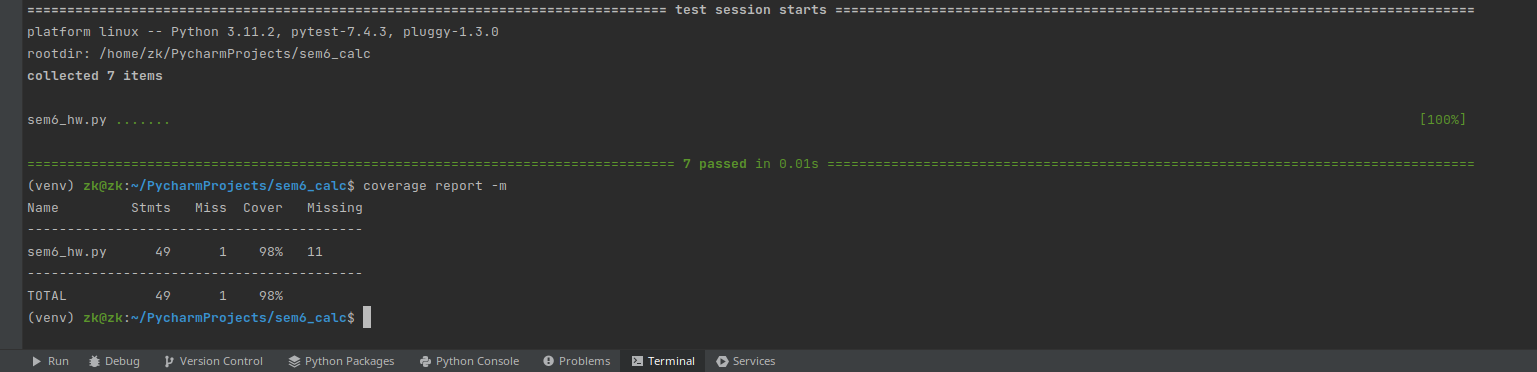 ================================================================================ test session starts ================================================================================
platform linux -- Python 3.11.2, pytest-7.4.3, pluggy-1.3.0
rootdir: /home/zk/PycharmProjects/sem6_calc
collected 7 items
sem6_hw.py ....... [100%]
================================================================================= 7 passed in 0.01s =================================================================================
(venv) zk@zk:~/PycharmProjects/sem6_calc$ coverage report -m
Name         Stmts   Miss  Cover   Missing
------------------------------------------
sem6_hw.py      49      1    98%   11
------------------------------------------
TOTAL           49      1    98%
(venv) zk@zk:~/PycharmProjects/sem6_calc$
Run Debug Version Control Python Packages Python Console Problems Terminal Services